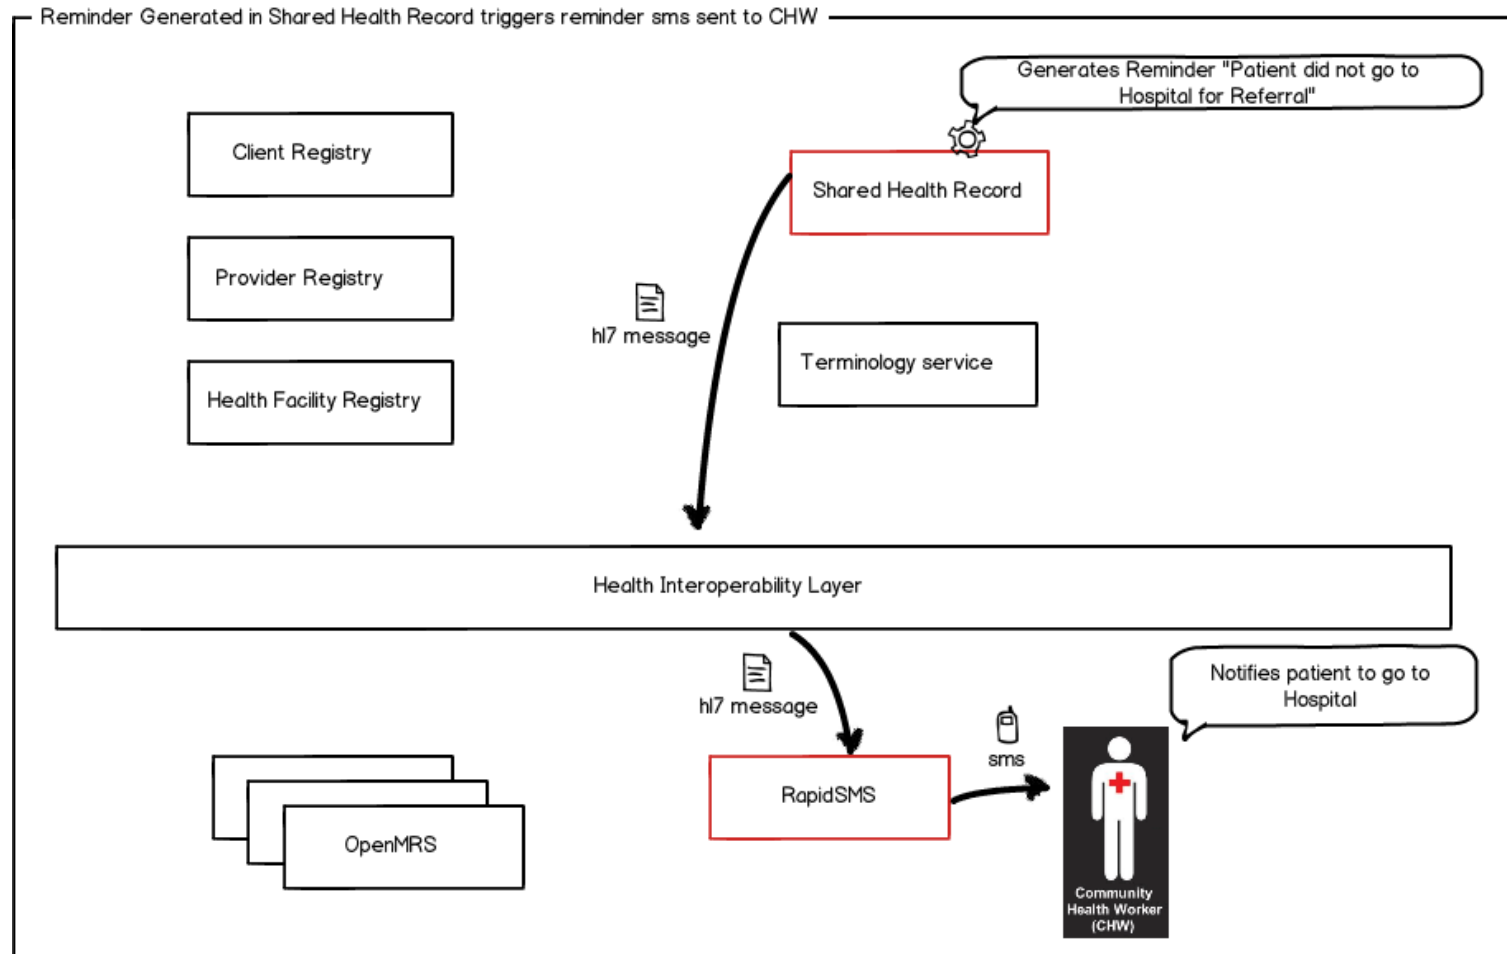 Reminder Generated in Shared Health Record triggers reminder sms sent to CHW
Generates Reminder "Patient did not go to
Hospital for Referral"
Client Registry
Shared Health Record
Provider Registry
hl7 message
Terminology service
Health Facility Registry
Health Interoperability Layer
Notifies patient to go to
Hospital
hl7 message
sms
RapidSMS
OpenMRS
Community
Health Worker
(CHW)